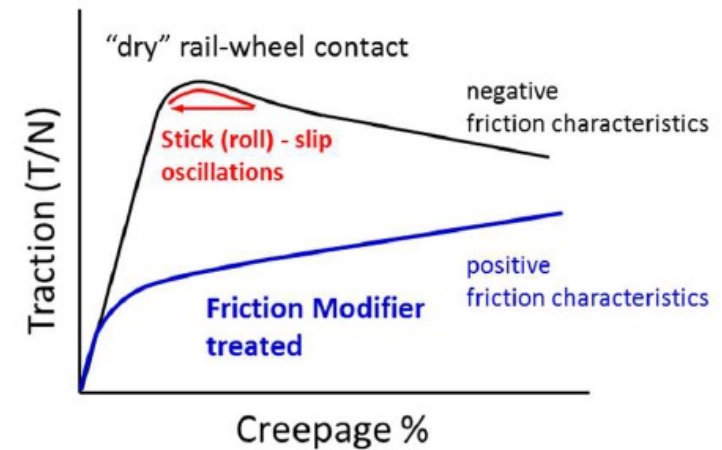 “dry” rail-wheel contact
negative
friction characteristics
Stick (roll) - slip
oscillations
Traction (T/N)
positive
friction characteristics
Friction Modifier
treated
Creepage %